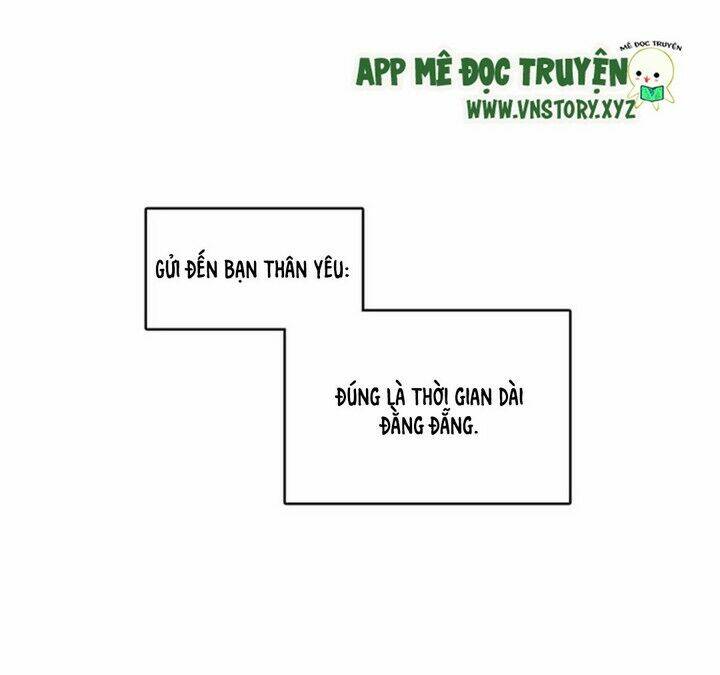 MÊ ĐỌC TRUYỆN
APP MÊ ĐỌC TRUYỆN
WWW.VNSTORY.XYZ
GỬI ĐẾN BẠN THÂN YÊU:
ĐÚNG LÀ THỜI GIAN DÀI
ĐẰNG ĐẴNG.